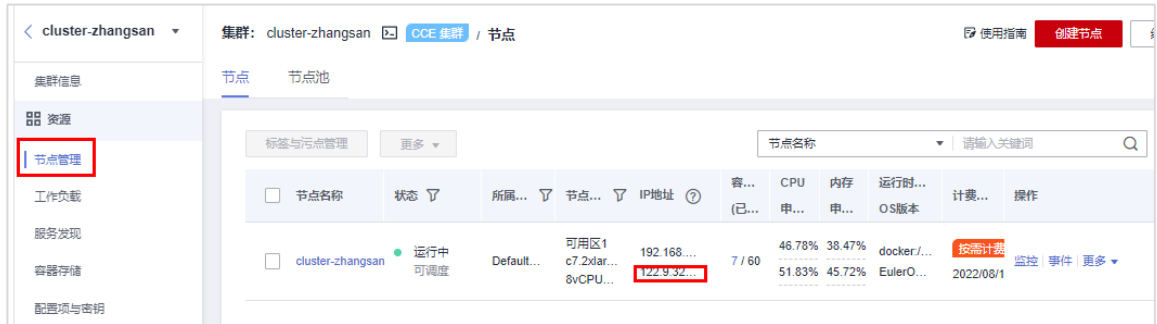 cluster-zhangsan
集群: cluster-zhangsan CCE 集群 / 节点
使用指南
创建节点
集群信息
节点
节点池
资源
标签与污点管理
更多
节点名称
请输入关键词
节点管理
工作负载
节点名称
状态
所属...
节点...
IP地址
容...
(已...
CPU
申...
内存
申...
运行时...
OS版本
计费...
操作
服务发现
容器存储
cluster-zhangsan
运行中
可调度
Default...
可用区1
c7.2xlar...
8vCPU...
192.168....
122.9.32...
7 / 60
46.78%
51.83%
38.47%
45.72%
docker:/...
EulerO...
按需计费
2022/08/1
监控 事件 更多
配置项与密钥